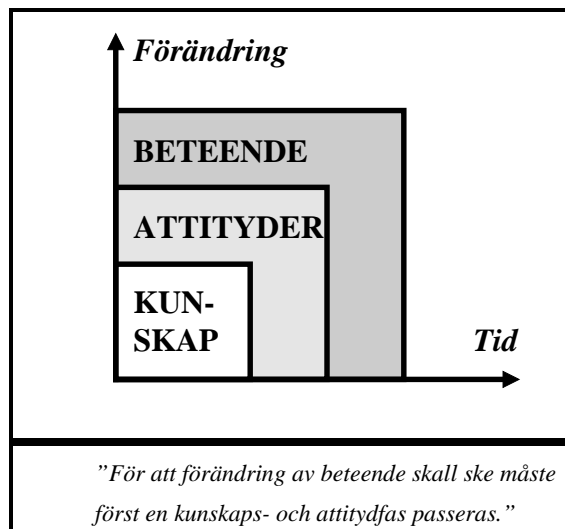 Förändring
BETEENDE
ATTITYDER
KUN-
SKAP
Tid
”För att förändring av beteende skall ske måste
först en kunskaps- och attitydfas passeras.”